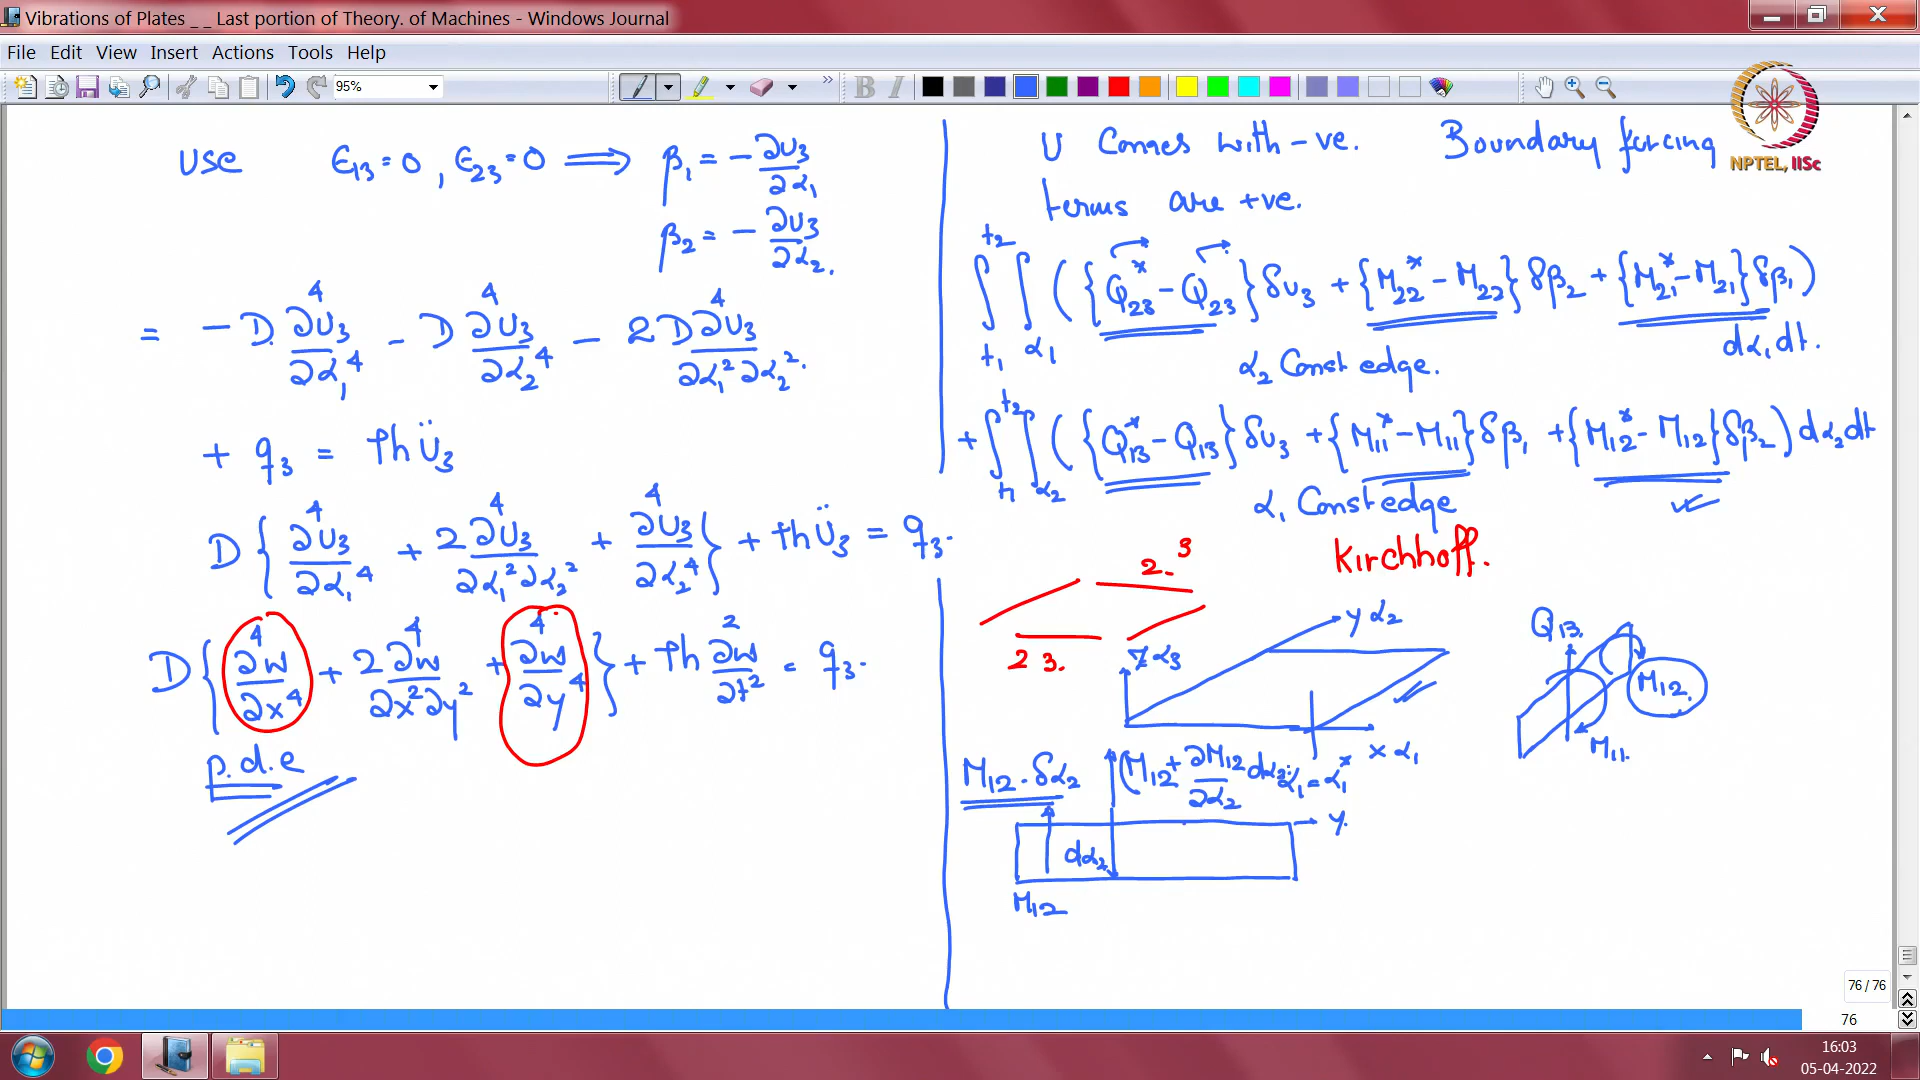 Vibrations of Plates _ _ Last portion of Theory. of Machines - Windows Journal
File Edit View Insert Actions Tools Help
95%
NPTEL, IISc
Use ϵ13=0, ϵ23=0 ⟹ β1 = - ∂u3/∂α1
β2 = - ∂u3/∂α2.
= - D ∂⁴u3/∂α1⁴ - D ∂⁴u3/∂α2⁴ - 2D ∂⁴u3/∂α1²∂α2².
+ q3 = ρh ü3
D { ∂⁴u3/∂α1⁴ + 2 ∂⁴u3/∂α1²∂α2² + ∂⁴u3/∂α2⁴ } + ρh ü3 = q3.
D { ∂⁴w/∂x⁴ + 2 ∂⁴w/∂x²∂y² + ∂⁴w/∂y⁴ } + ρh ∂²w/∂t² = q3.
p.d.e
U Comes with -ve. Boundary forcing
terms are +ve.
∫t1^t2 ∫α1 ( {Q23* - Q23} δu3 + {M22* - M22} δβ2 + {M21* - M21} δβ1 ) dα1 dt.
α2 Const edge.
+ ∫t1^t2 ∫α2 ( {Q13* - Q13} δu3 + {M11* - M11} δβ1 + {M12* - M12} δβ2 ) dα2 dt
α1 Const edge
Kirchhoff.
2. 3
2 3.
z α3
y α2
x α1
α1 = α1*
Q13.
M12.
M11.
M12 . δα2
(M12 + ∂M12/∂α2 dα2
y.
dα2
M12
76 / 76
76
16:03
05-04-2022